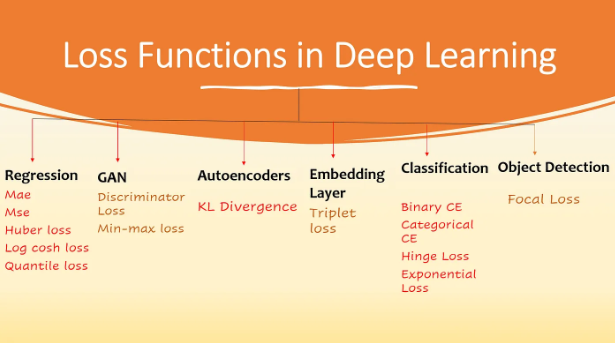 Loss Functions in Deep Learning
Regression
Mae
Mse
Huber loss
Log cosh loss
Quantile loss
GAN
Discriminator
Loss
Min-max loss
Autoencoders
KL Divergence
Embedding
Layer
Triplet
loss
Classification
Binary CE
Categorical
CE
Hinge Loss
Exponential
Loss
Object Detection
Focal Loss